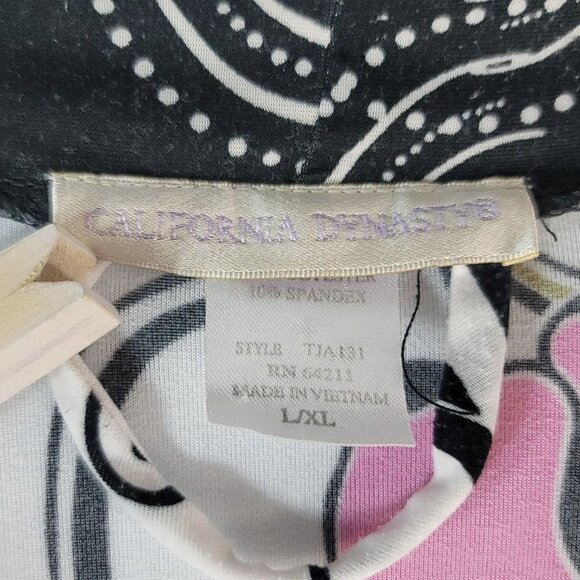 CALIFORNIA DYNASTY®
10% SPANDEX
STYLE TJA131
RN 64211
MADE IN VIETNAM
L/XL